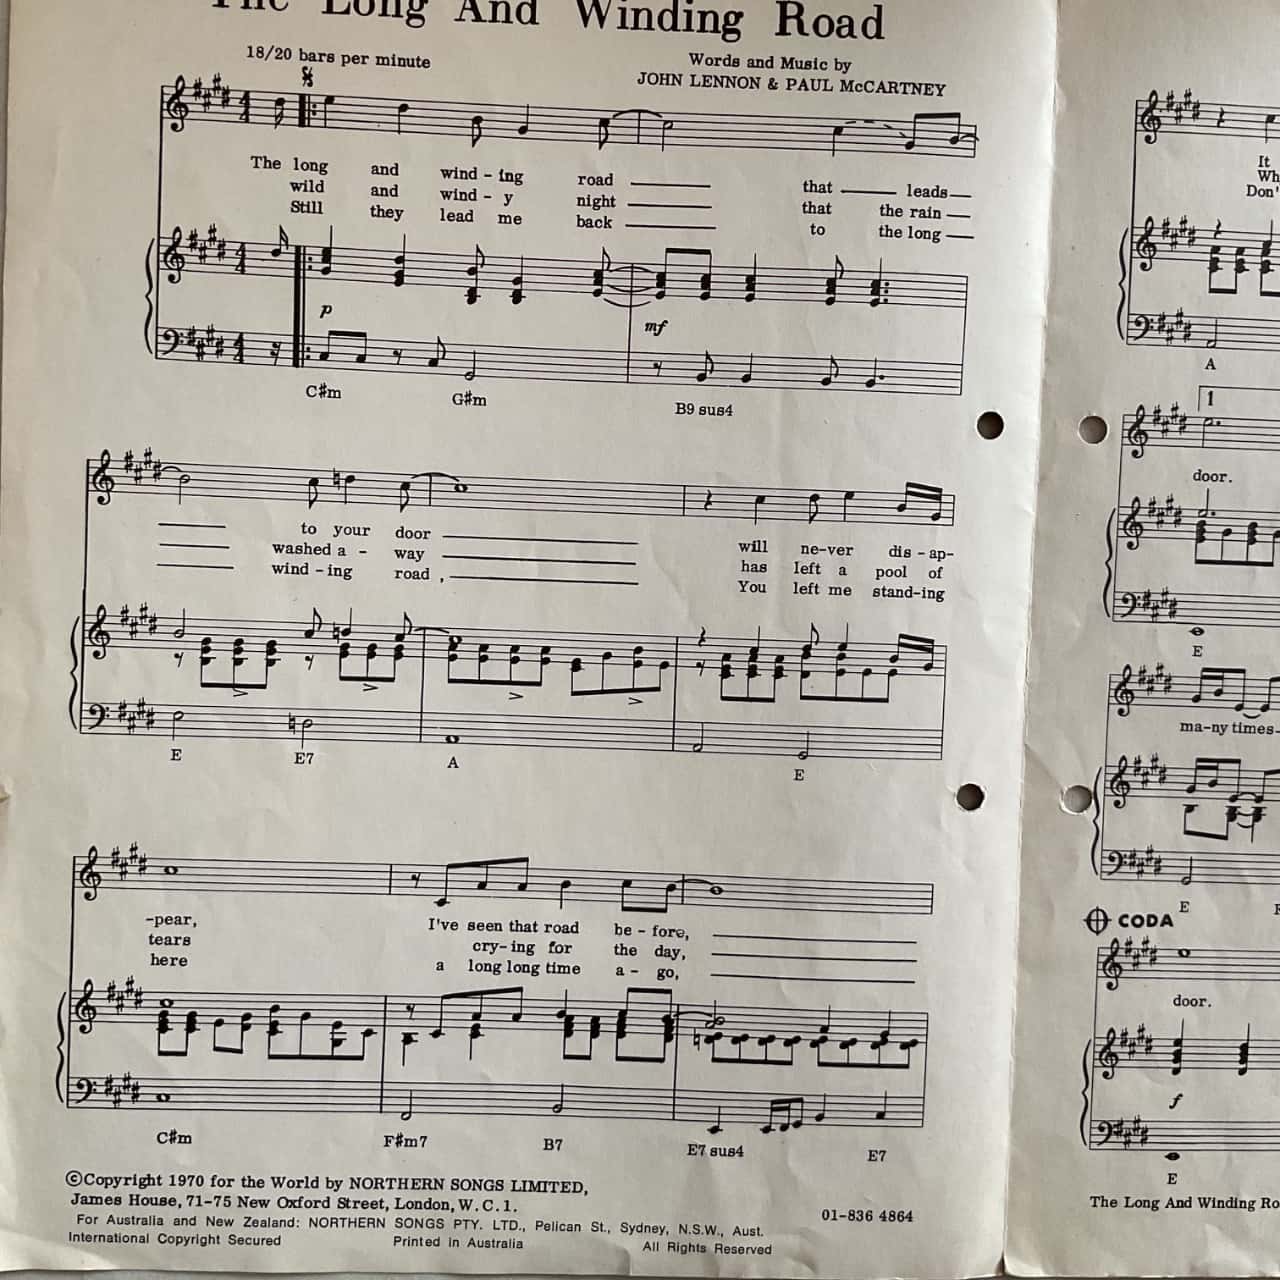 The Long And Winding Road
18/20 bars per minute
Words and Music by
JOHN LENNON & PAUL McCARTNEY
The long and wind - ing road that leads
wild and wind - y night that the rain
Still they lead me back to the long
p
mf
C#m G#m B9 sus4
to your door will ne-ver dis - ap-
washed a - way has left a pool of
wind - ing road , You left me stand-ing
E E7 A E
-pear, I've seen that road be - fore,
tears cry- ing for the day,
here a long long time a - go,
C#m F#m7 B7 E7 sus4 E7
©Copyright 1970 for the World by NORTHERN SONGS LIMITED,
James House, 71-75 New Oxford Street, London, W.C.1.
01-836 4864
For Australia and New Zealand: NORTHERN SONGS PTY. LTD., Pelican St., Sydney, N.S.W., Aust.
International Copyright Secured Printed in Australia All Rights Reserved
It
Wh
Don'
A
1
door.
E
ma-ny times-
E
CODA
door.
f
E
The Long And Winding Ro